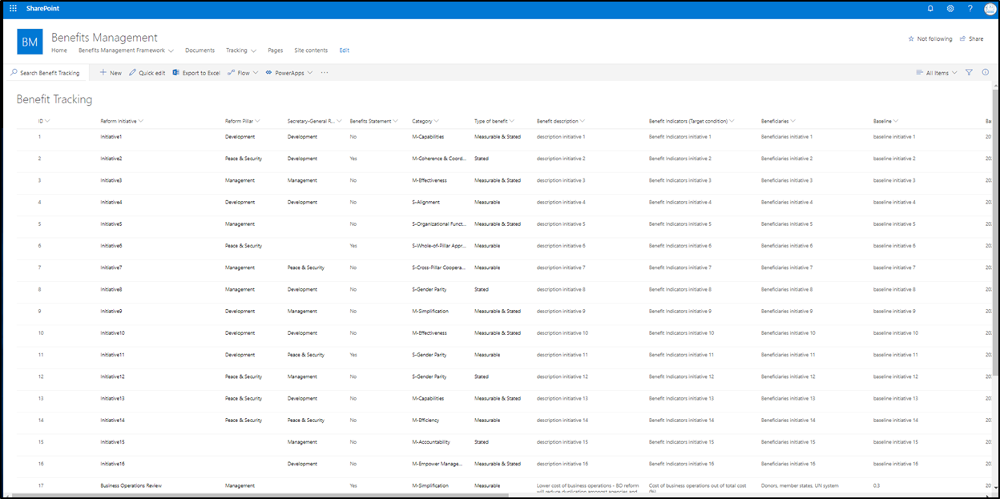 SharePoint ?
BM Benefits Management
Home Benefits Management Framework Documents Tracking Pages Site contents Edit
Not following Share
Search Benefit Tracking New Quick edit Export to Excel Flow PowerApps ... All Items
Benefit Tracking
ID Reform Initiative Reform Pillar Secretary-General R... Benefits Statement Category Type of benefit Benefit description Benefit Indicators (Target condition) Beneficiaries Baseline Ba
1 Initiative1 Development Development No M-Capabilities Measurable & Stated description initiative 1 Benefit Indicators initiative 1 Beneficiaries initiative 1 baseline initiative 1 20
2 Initiative2 Peace & Security Development Yes M-Coherence & Coord... Stated description initiative 2 Benefit Indicators initiative 2 Beneficiaries initiative 2 baseline initiative 2 20
3 Initiative3 Management Management No M-Effectiveness Measurable & Stated description initiative 3 Benefit Indicators initiative 3 Beneficiaries initiative 3 baseline initiative 3 20
4 Initiative4 Development Development No S-Alignment Measurable description initiative 4 Benefit Indicators initiative 4 Beneficiaries initiative 4 baseline initiative 4 20
5 Initiative5 Management No S-Organizational Funct... Measurable & Stated description initiative 5 Benefit Indicators initiative 5 Beneficiaries initiative 5 baseline initiative 5 20
6 Initiative6 Peace & Security Yes S-Whole-of-Pillar Appr... Measurable description initiative 6 Benefit Indicators initiative 6 Beneficiaries initiative 6 baseline initiative 6 20
7 Initiative7 Management Peace & Security No S-Cross-Pillar Coopera... Measurable description initiative 7 Benefit Indicators initiative 7 Beneficiaries initiative 7 baseline initiative 7 20
8 Initiative8 Management Development No S-Gender Parity Stated description initiative 8 Benefit Indicators initiative 8 Beneficiaries initiative 8 baseline initiative 8 20
9 Initiative9 Development Management No M-Simplification Measurable & Stated description initiative 9 Benefit Indicators initiative 9 Beneficiaries initiative 9 baseline initiative 9 20
10 Initiative10 Development Development No M-Effectiveness Measurable & Stated description initiative 10 Benefit Indicators initiative 10 Beneficiaries initiative 10 baseline initiative 10 20
11 Initiative11 Development Peace & Security Yes S-Gender Parity Measurable description initiative 11 Benefit Indicators initiative 11 Beneficiaries initiative 11 baseline initiative 11 20
12 Initiative12 Peace & Security Management No S-Gender Parity Stated description initiative 12 Benefit Indicators initiative 12 Beneficiaries initiative 12 baseline initiative 12 20
13 Initiative13 Peace & Security Development No M-Capabilities Measurable & Stated description initiative 13 Benefit Indicators initiative 13 Beneficiaries initiative 13 baseline initiative 13 20
14 Initiative14 Peace & Security Peace & Security No M-Efficiency Measurable description initiative 14 Benefit Indicators initiative 14 Beneficiaries initiative 14 baseline initiative 14 20
15 Initiative15 Management No M-Accountability Stated description initiative 15 Benefit Indicators initiative 15 Beneficiaries initiative 15 baseline initiative 15 20
16 Initiative16 Development No M-Empower Manage... Measurable & Stated description initiative 16 Benefit Indicators initiative 16 Beneficiaries initiative 16 baseline initiative 16 20
17 Business Operations Review Management Yes M-Simplification Measurable Lower cost of business operations - BO reform Cost of business operations out of total cost Donors, member states, UN system 0.3 20
will reduce duplication amongst agencies and (%)